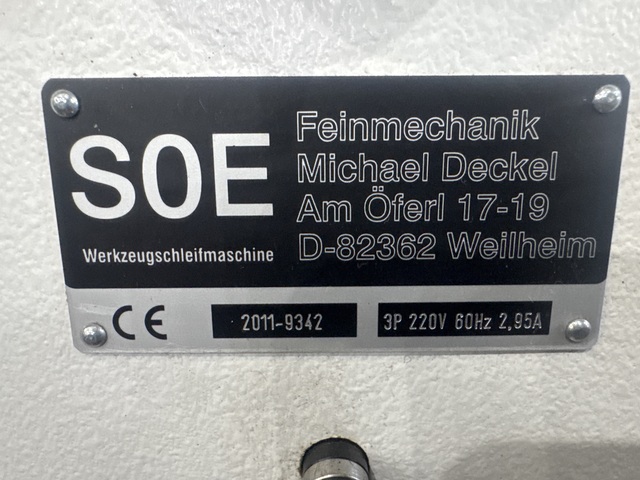 S0E
Werkzeugschleifmaschine
Feinmechanik
Michael Deckel
Am Öferl 17-19
D-82362 Weilheim
CE
2011-9342
3P 220V 60Hz 2,95A